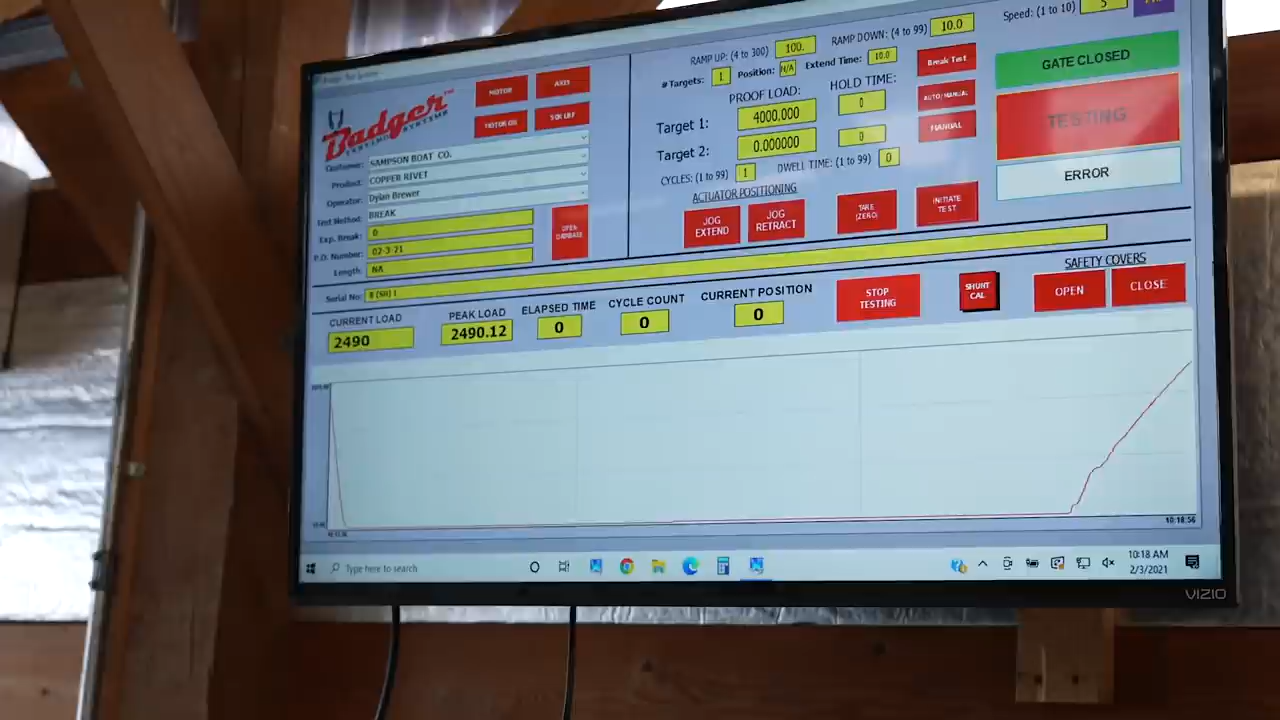 Badger™
TESTING SYSTEMS
MOTOR
AXIS
MOTOR ON
Customer: SAMPSON BOAT CO.
Product: COPPER RIVET
Operator: Dylan Brewer
Test Method: BREAK
Exp. Break: 0
P.O. Number: 02-3-21
Length: NA
OPEN DATABASE
RAMP UP: (4 to 300) 100.
RAMP DOWN: (4 to 99) 10.0
Speed: (1 to 10) 5
# Targets: 1 Position: N/A Extend Time: 10.0
Break Test
PROOF LOAD:
HOLD TIME:
Target 1: 4000.000 0
Target 2: 0.000000 0
AUTO/MANUAL
MANUAL
CYCLES: (1 to 99) 1
DWELL TIME: (1 to 99) 0
ACTUATOR POSITIONING
JOG EXTEND
JOG RETRACT
TAKE (ZERO)
INITIATE TEST
GATE CLOSED
TESTING
ERROR
Serial No:
CURRENT LOAD
2490
PEAK LOAD
2490.12
ELAPSED TIME
0
CYCLE COUNT
0
CURRENT POSITION
0
STOP TESTING
SHUNT CAL
SAFETY COVERS
OPEN
CLOSE
10:18:56
Type here to search
10:18 AM
2/3/2021
VIZIO